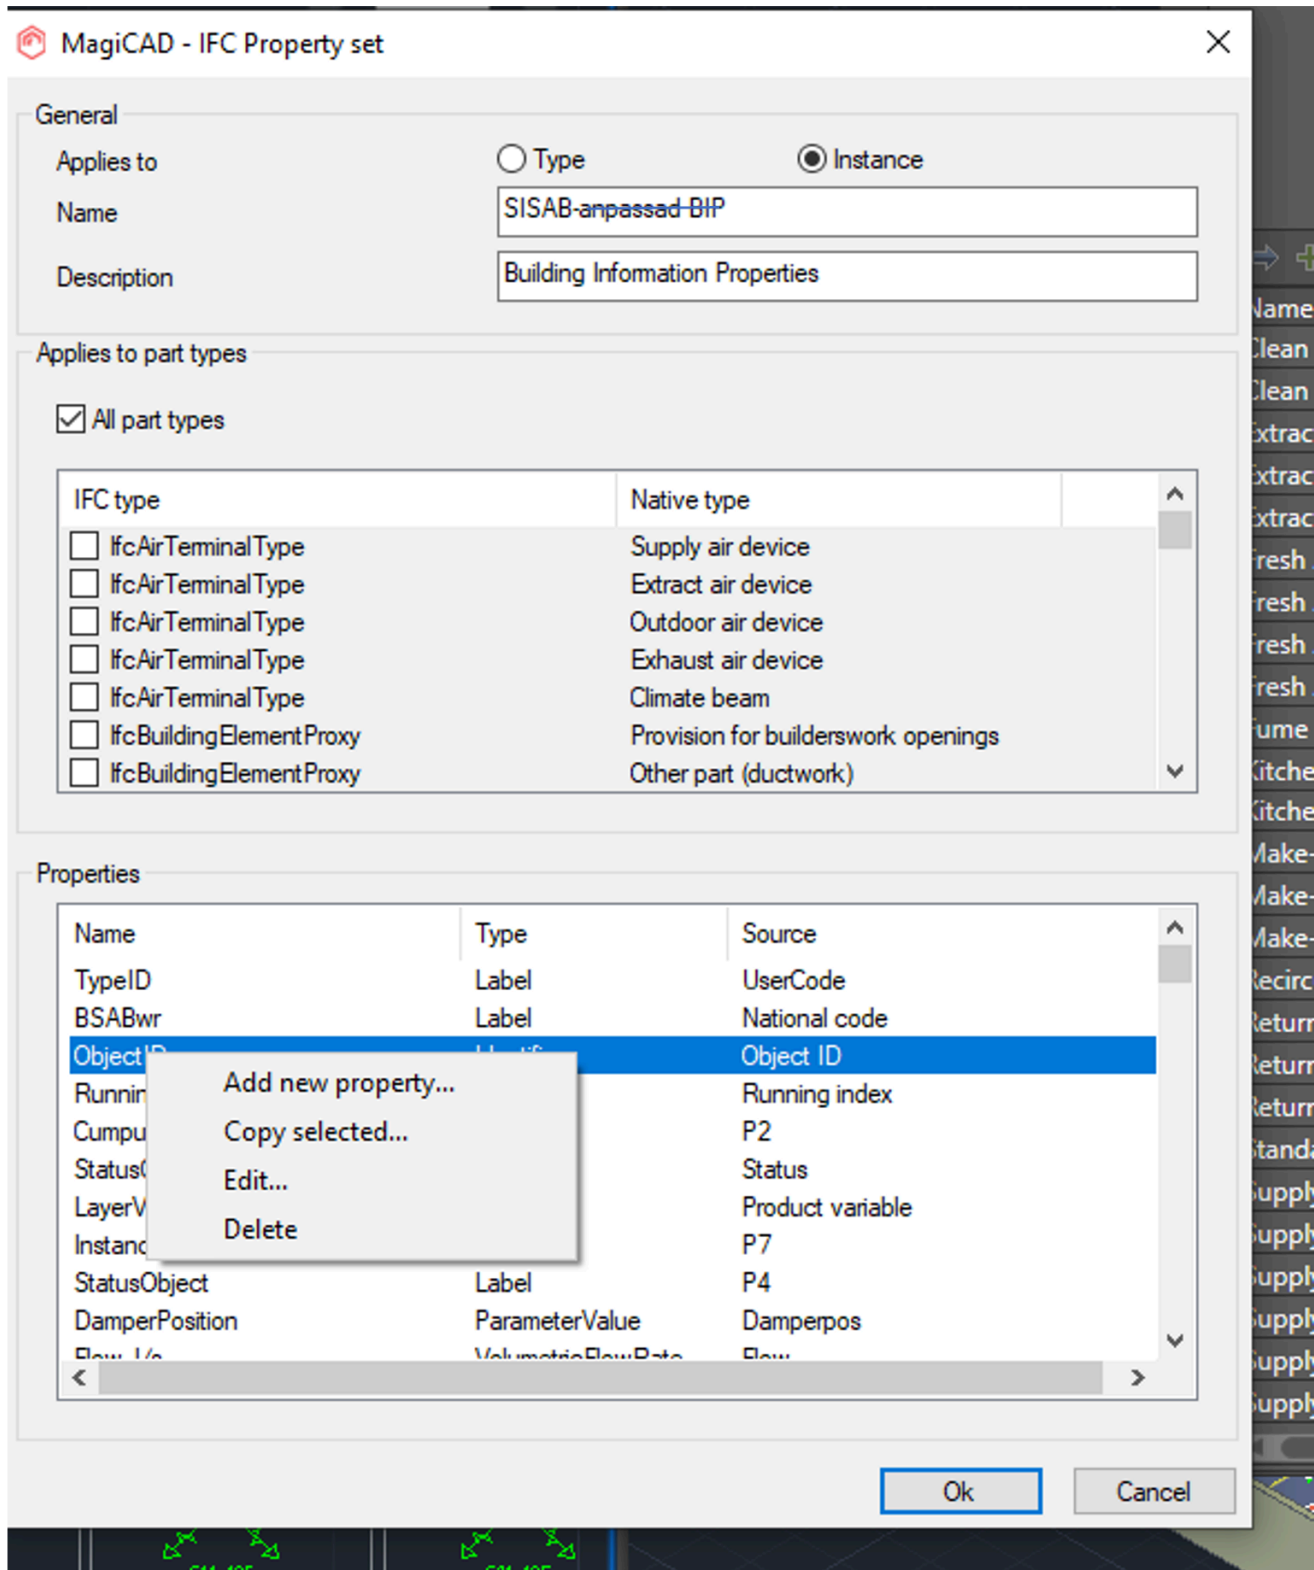 MagiCAD - IFC Property set
General
Applies to Type Instance
Name SISAB-anpassad BIP
Description Building Information Properties
Applies to part types
All part types
IFC type Native type
IfcAirTerminalType Supply air device
IfcAirTerminalType Extract air device
IfcAirTerminalType Outdoor air device
IfcAirTerminalType Exhaust air device
IfcAirTerminalType Climate beam
IfcBuildingElementProxy Provision for builderswork openings
IfcBuildingElementProxy Other part (ductwork)
Properties
Name Type Source
TypeID Label UserCode
BSABwr Label National code
ObjectID Object ID
Running index
P2
Status
Product variable
P7
Add new property...
Copy selected...
Edit...
Delete
StatusObject Label P4
DamperPosition ParameterValue Damperpos
Flow
Ok Cancel
Name
Clean
Clean
Fresh
Fresh
Fresh
Fresh